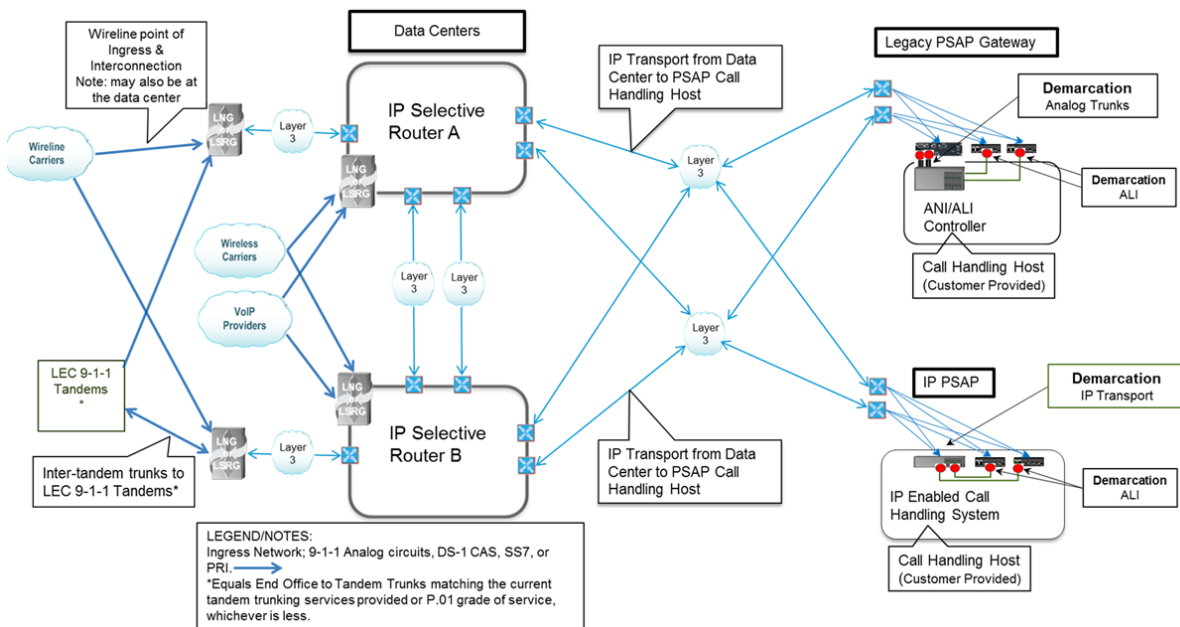 Wireline point of
Ingress &
Interconnection
Note: may also be at
the data center
Data Centers
IP Transport from Data
Center to PSAP Call
Handling Host
Legacy PSAP Gateway
Demarcation
Analog Trunks
LNG
LSRG
Layer
3
IP Selective
Router A
Wireline
Carriers
LNG
LSRG
Layer
3
Demarcation
ALI
ANI/ALI
Controller
Wireless
Carriers
Call Handling Host
(Customer Provided)
Layer
3
Layer
3
VoIP
Providers
Layer
3
LEC 9-1-1
Tandems
*
LNG
LSRG
IP PSAP
Demarcation
IP Transport
IP Selective
Router B
LNG
LSRG
Layer
3
Inter-tandem trunks to
LEC 9-1-1 Tandems*
IP Transport from Data
Center to PSAP Call
Handling Host
Demarcation
ALI
IP Enabled Call
Handling System
LEGEND/NOTES:
Ingress Network; 9-1-1 Analog circuits, DS-1 CAS, SS7, or
PRI.
*Equals End Office to Tandem Trunks matching the current
tandem trunking services provided or P.01 grade of service,
whichever is less.
Call Handling Host
(Customer Provided)